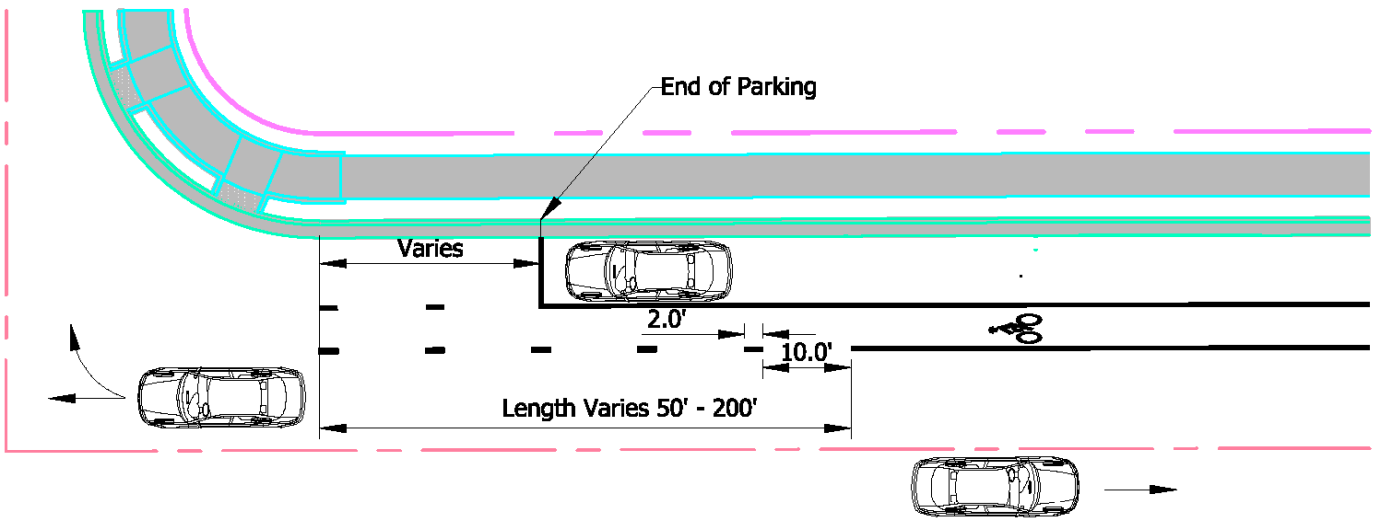 End of Parking
Varies
2.0'
10.0'
Length Varies 50' - 200'